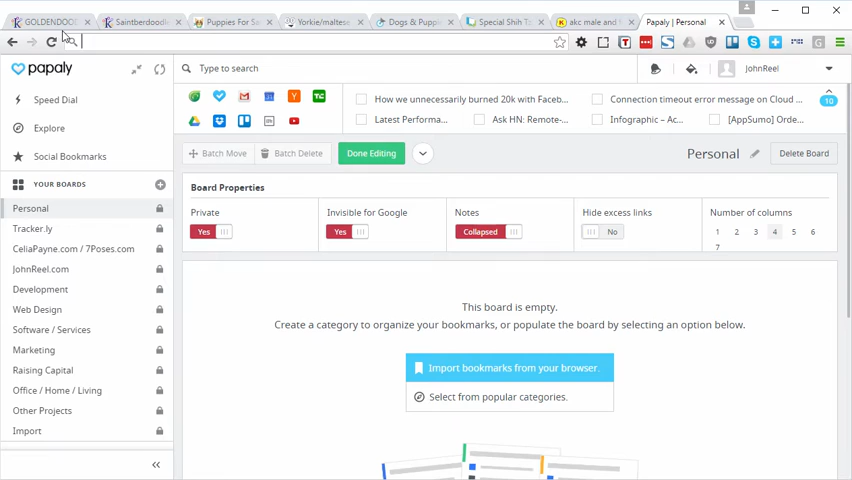 GOLDENDOOD
Saintberdoodle
Puppies For Sa
Yorkie/maltese
Dogs & Puppi
Special Shih T
akc male and
Papaly | Personal
papaly
Type to search
JohnReel
Speed Dial
Explore
Social Bookmarks
YOUR BOARDS
Personal
Tracker.ly
CeliaPayne.com / 7Poses.com
JohnReel.com
Development
Web Design
Software / Services
Marketing
Raising Capital
Office / Home / Living
Other Projects
Import
How we unnecessarily burned 20k with Faceb...
Connection timeout error message on Cloud ...
10
Latest Performa...
Ask HN: Remote-...
Infographic – Ac...
[AppSumo] Orde...
Batch Move
Batch Delete
Done Editing
Personal
Delete Board
Board Properties
Private
Invisible for Google
Notes
Hide excess links
Number of columns
Yes
Yes
Collapsed
No
1 2 3 4 5 6
7
This board is empty.
Create a category to organize your bookmarks, or populate the board by selecting an option below.
Import bookmarks from your browser.
Select from popular categories.